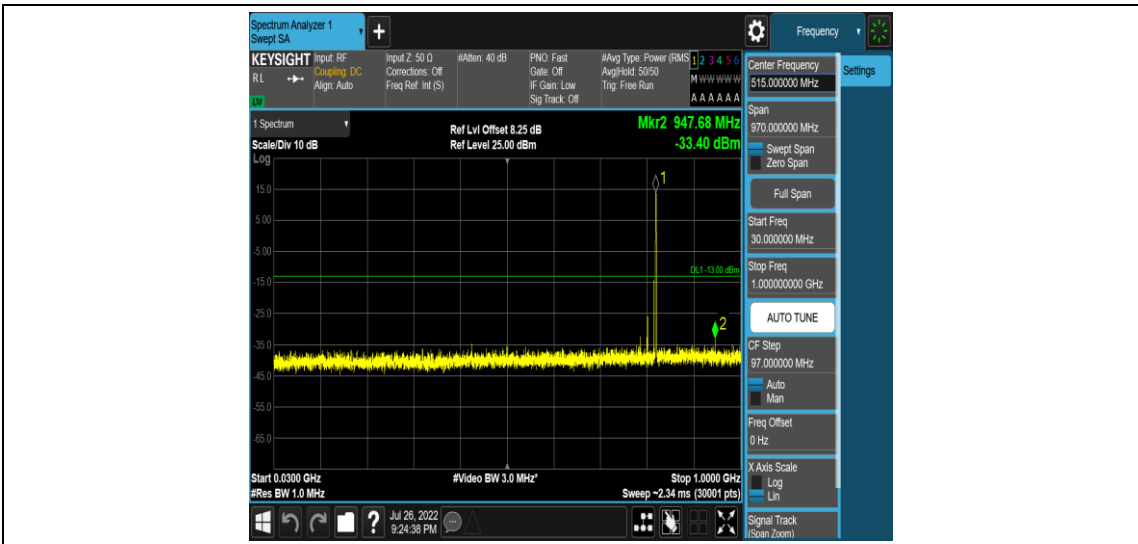 Spectrum Analyzer 1
Swept SA
+
Frequency
KEYSIGHT
RL
LXI
Input: RF
Coupling: DC
Align: Auto
Input Z: 50 Ω
Corrections: Off
Freq Ref: Int (S)
#Atten: 40 dB
PNO: Fast
Gate: Off
IF Gain: Low
Sig Track: Off
#Avg Type: Power (RMS
Avg|Hold: 50/50
Trig: Free Run
1 2 3 4 5 6
M W W W W W
A A A A A A
1 Spectrum
Scale/Div 10 dB
Log
Ref Lvl Offset 8.25 dB
Ref Level 25.00 dBm
Mkr2 947.68 MHz
-33.40 dBm
1
15.0
5.00
-5.00
DL1 -13.00 dBm
-15.0
-25.0
2
-35.0
-45.0
-55.0
-65.0
Start 0.0300 GHz
#Res BW 1.0 MHz
#Video BW 3.0 MHz*
Stop 1.0000 GHz
Sweep ~2.34 ms (30001 pts)
?
Jul 26, 2022
9:24:38 PM
Center Frequency
515.000000 MHz
Settings
Span
970.000000 MHz
Swept Span
Zero Span
Full Span
Start Freq
30.000000 MHz
Stop Freq
1.000000000 GHz
AUTO TUNE
CF Step
97.000000 MHz
Auto
Man
Freq Offset
0 Hz
X Axis Scale
Log
Lin
Signal Track
(Span Zoom)